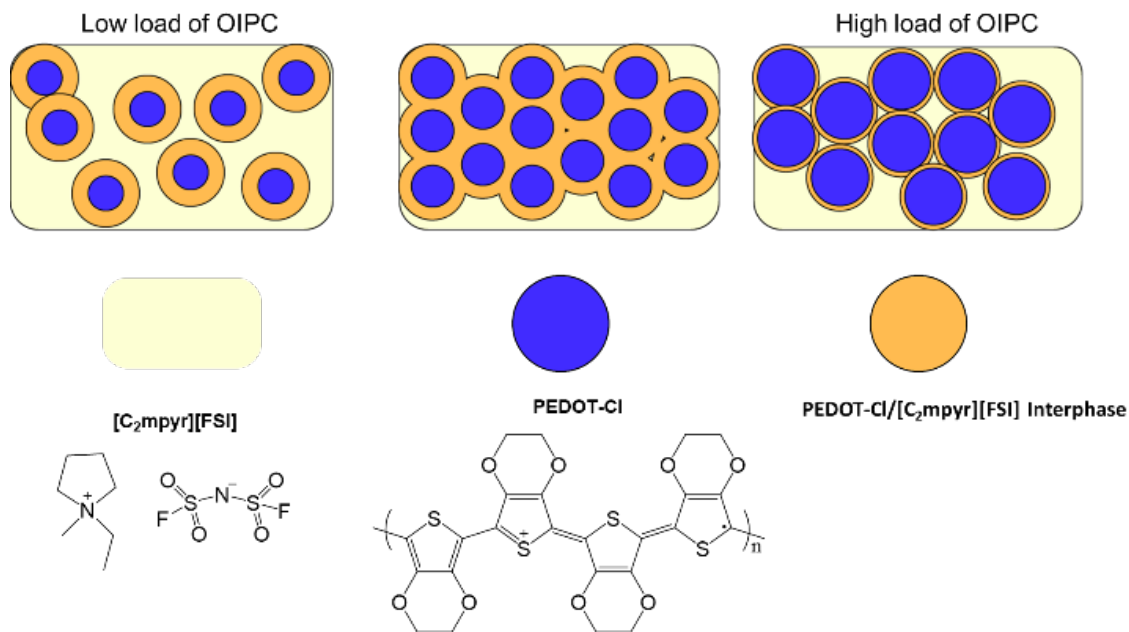 Low load of OIPC
High load of OIPC
[C₂mpyr][FSI]
PEDOT-Cl
PEDOT-Cl/[C₂mpyr][FSI] Interphase
N
+
O
O
S
N
−
S
F
F
O
O
O
O
O
O
S
S
S
+
S
·
n
O
O
O
O